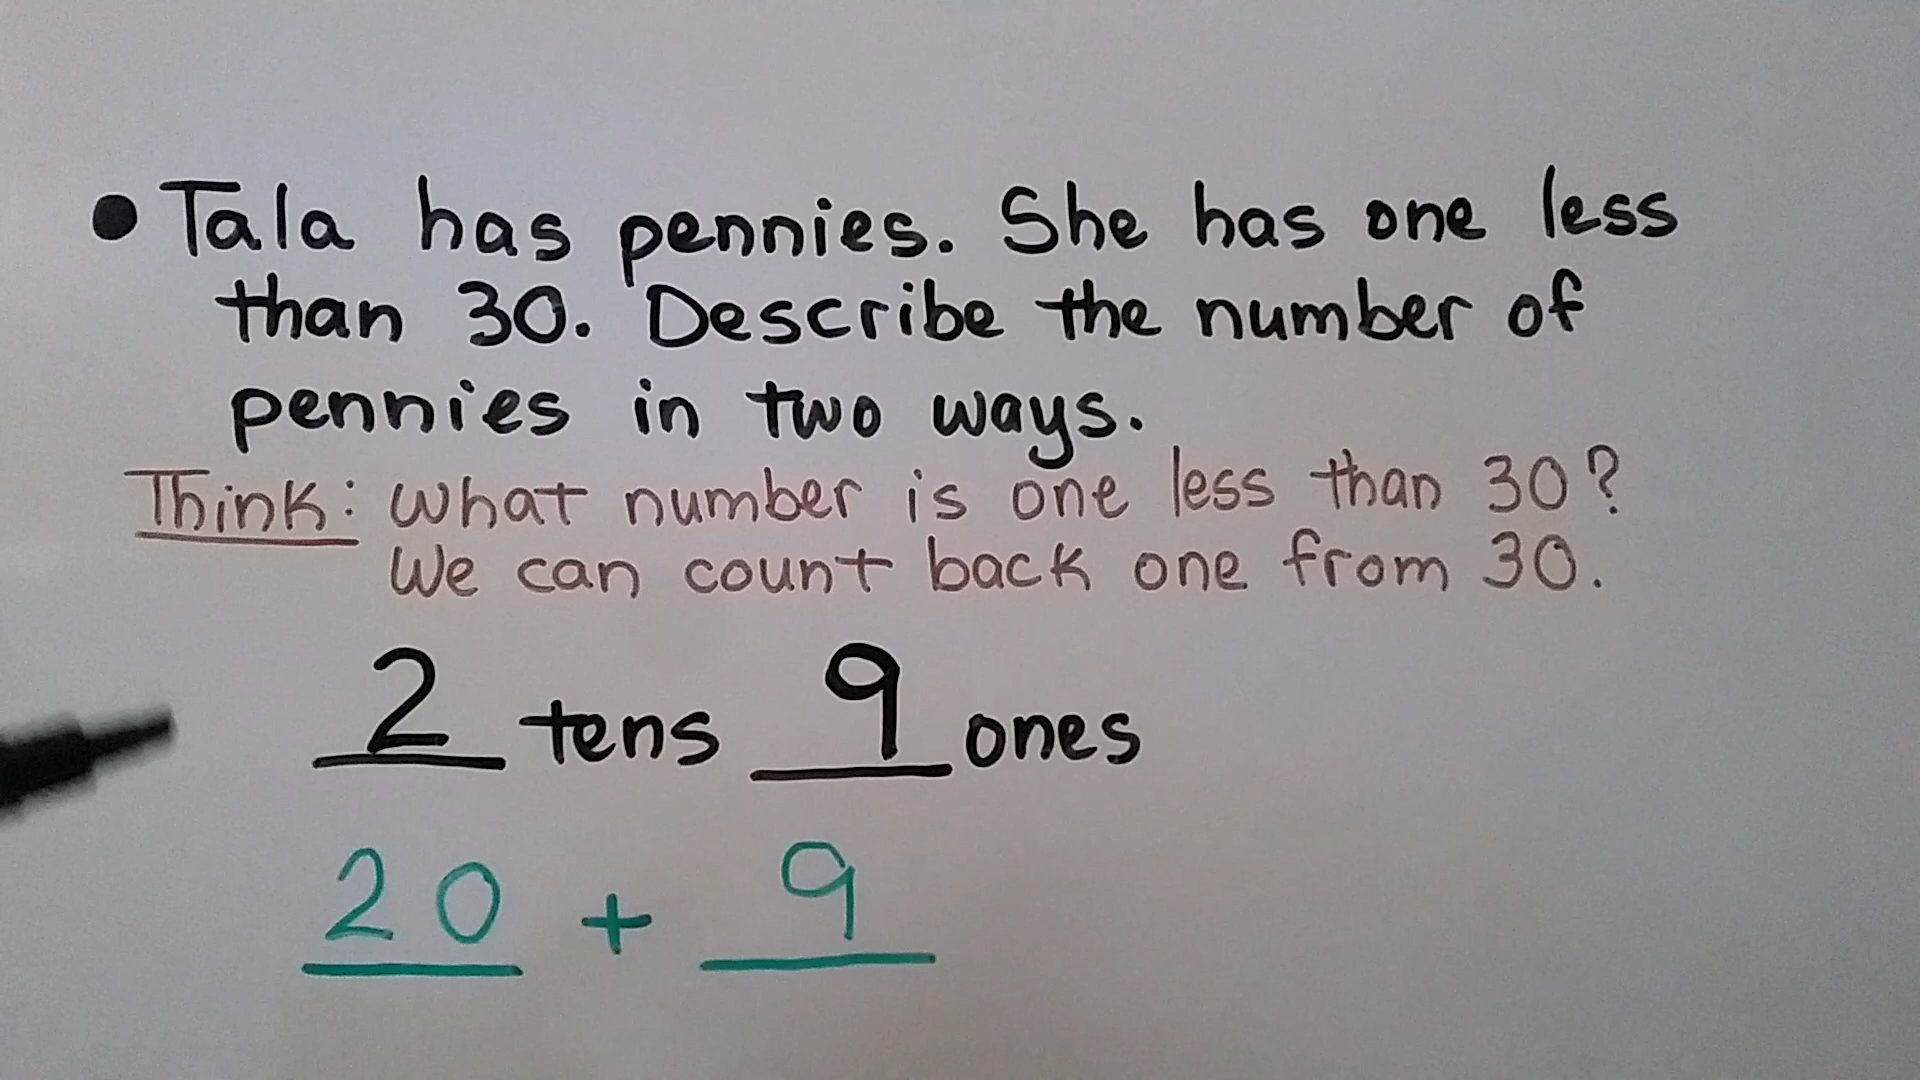 • Tala has pennies. She has one less
than 30. Describe the number of
pennies in two ways.
Think: What number is one less than 30?
We can count back one from 30.
2 tens 9 ones
20 + 9